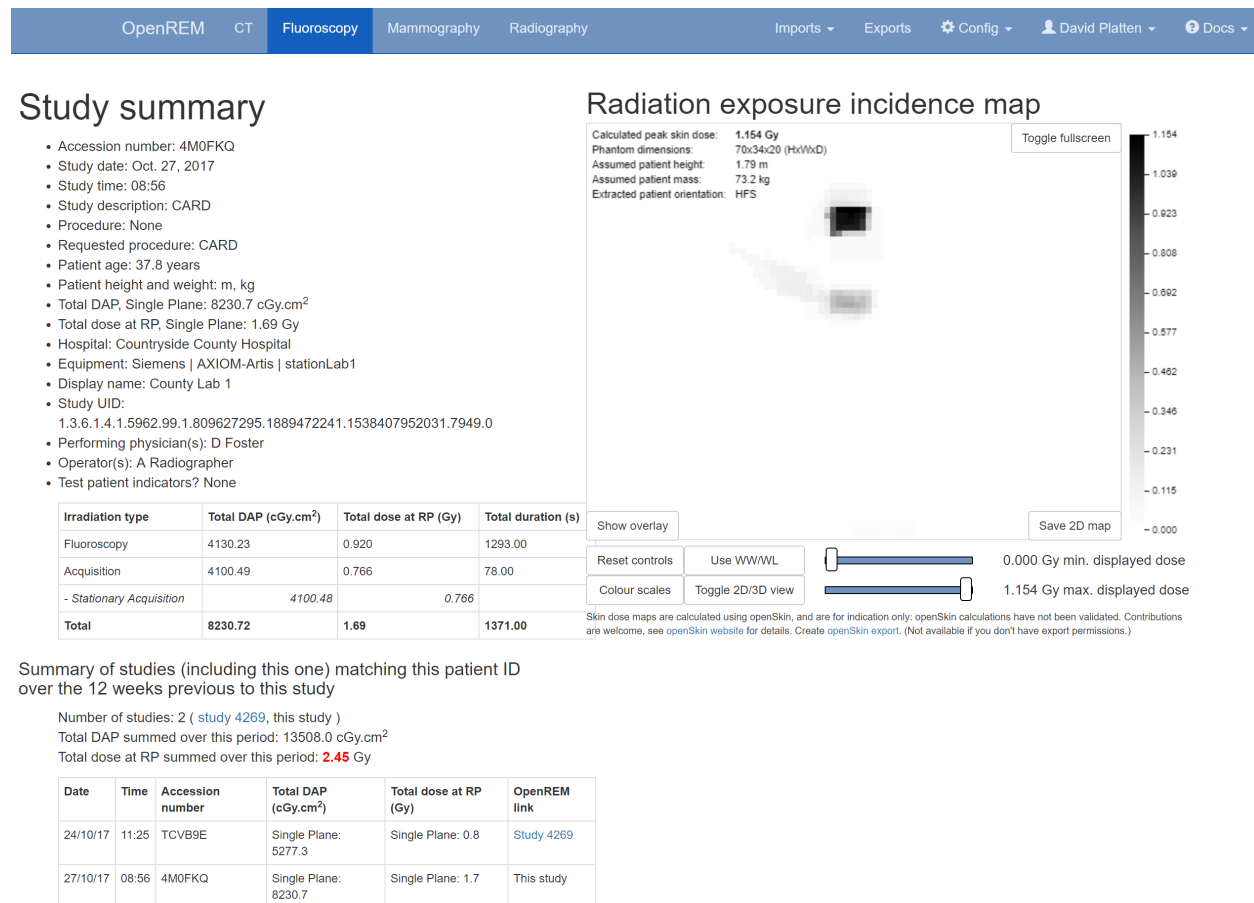 OpenREM CT Fluoroscopy Mammography Radiography Imports Exports Config David Platten Docs
Study summary
• Accession number: 4M0FKQ
• Study date: Oct. 27, 2017
• Study time: 08:56
• Study description: CARD
• Procedure: None
• Requested procedure: CARD
• Patient age: 37.8 years
• Patient height and weight: m, kg
• Total DAP, Single Plane: 8230.7 cGy.cm²
• Total dose at RP, Single Plane: 1.69 Gy
• Hospital: Countryside County Hospital
• Equipment: Siemens | AXIOM-Artis | stationLab1
• Display name: County Lab 1
• Study UID:
1.3.6.1.4.1.5962.99.1.809627295.1889472241.1538407952031.7949.0
• Performing physician(s): D Foster
• Operator(s): A Radiographer
• Test patient indicators? None
Irradiation type Total DAP (cGy.cm²) Total dose at RP (Gy) Total duration (s)
Fluoroscopy 4130.23 0.920 1293.00
Acquisition 4100.49 0.766 78.00
- Stationary Acquisition 4100.48 0.766
Total 8230.72 1.69 1371.00
Radiation exposure incidence map
Calculated peak skin dose: 1.154 Gy
Phantom dimensions: 70x34x20 (HxWxD)
Assumed patient height: 1.79 m
Assumed patient mass: 73.2 kg
Extracted patient orientation: HFS
Toggle fullscreen
1.154
1.039
0.923
0.808
0.692
0.577
0.462
0.346
0.231
0.115
0.000
Show overlay Save 2D map
Reset controls Use WW/WL 0.000 Gy min. displayed dose
Colour scales Toggle 2D/3D view 1.154 Gy max. displayed dose
Skin dose maps are calculated using openSkin, and are for indication only: openSkin calculations have not been validated. Contributions
are welcome, see openSkin website for details. Create openSkin export. (Not available if you don't have export permissions.)
Summary of studies (including this one) matching this patient ID
over the 12 weeks previous to this study
Number of studies: 2 ( study 4269, this study )
Total DAP summed over this period: 13508.0 cGy.cm²
Total dose at RP summed over this period: 2.45 Gy
Date Time Accession Total DAP Total dose at RP OpenREM
number (cGy.cm²) (Gy) link
24/10/17 11:25 TCVB9E Single Plane: Single Plane: 0.8 Study 4269
5277.3
27/10/17 08:56 4M0FKQ Single Plane: Single Plane: 1.7 This study
8230.7